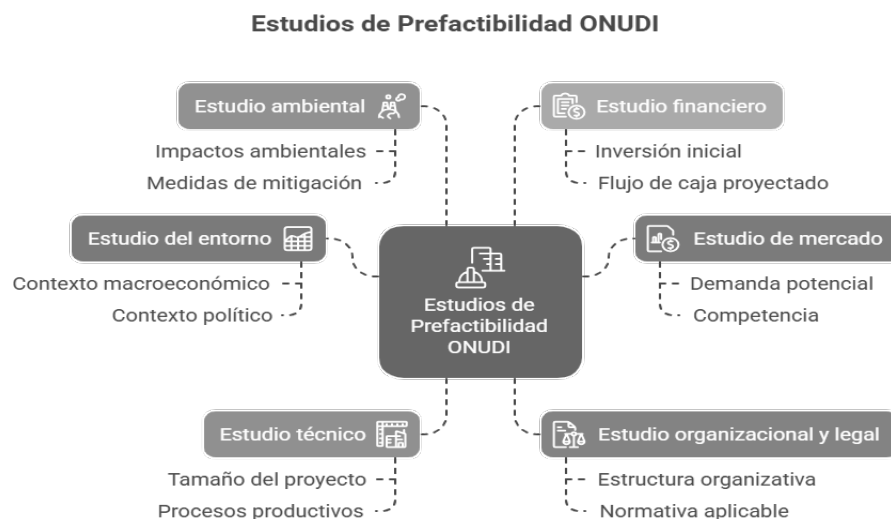 Estudios de Prefactibilidad ONUDI
Estudio ambiental
Impactos ambientales
Medidas de mitigación
Estudio financiero
Inversión inicial
Flujo de caja proyectado
Estudio del entorno
Contexto macroeconómico
Contexto político
Estudios de
Prefactibilidad
ONUDI
Estudio de mercado
Demanda potencial
Competencia
Estudio técnico
Tamaño del proyecto
Procesos productivos
Estudio organizacional y legal
Estructura organizativa
Normativa aplicable